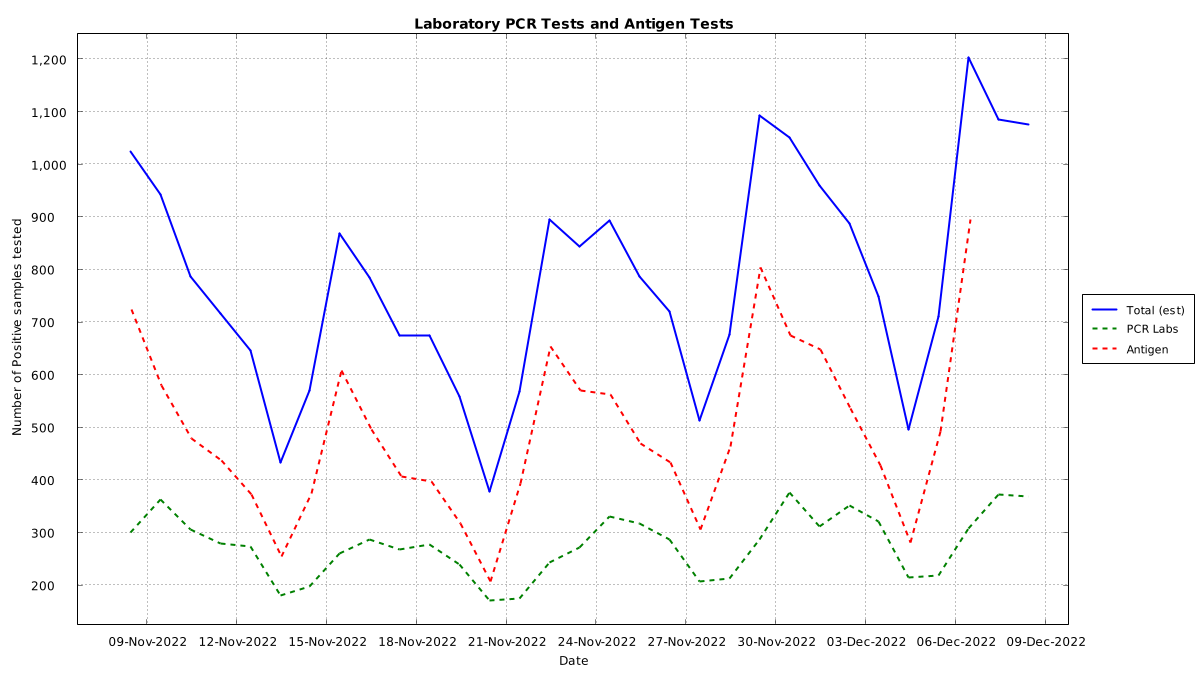 Laboratory PCR Tests and Antigen Tests
Number of Positive samples tested
1,200
1,100
1,000
900
800
700
600
500
400
300
200
09-Nov-2022 12-Nov-2022 15-Nov-2022 18-Nov-2022 21-Nov-2022 24-Nov-2022 27-Nov-2022 30-Nov-2022 03-Dec-2022 06-Dec-2022 09-Dec-2022
Date
Total (est)
PCR Labs
Antigen